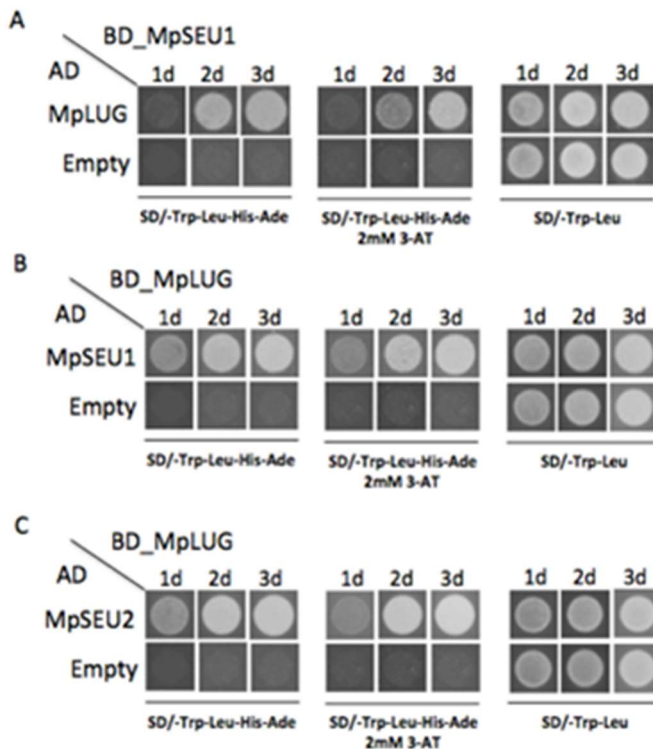 A
BD_MpSEU1
AD
1d 2d 3d 1d 2d 3d 1d 2d 3d
MpLUG
Empty
SD/-Trp-Leu-His-Ade SD/-Trp-Leu-His-Ade SD/-Trp-Leu
2mM 3-AT
B
BD_MpLUG
AD
1d 2d 3d 1d 2d 3d 1d 2d 3d
MpSEU1
Empty
SD/-Trp-Leu-His-Ade SD/-Trp-Leu-His-Ade SD/-Trp-Leu
2mM 3-AT
C
BD_MpLUG
AD
1d 2d 3d 1d 2d 3d 1d 2d 3d
MpSEU2
Empty
SD/-Trp-Leu-His-Ade SD/-Trp-Leu-His-Ade SD/-Trp-Leu
2mM 3-AT